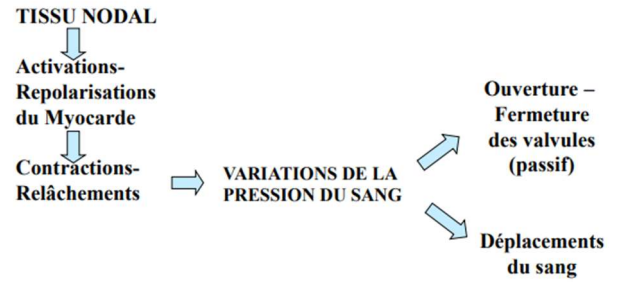 TISSU NODAL
Activations-
Repolarisations
du Myocarde
Contractions-
Relâchements
VARIATIONS DE LA
PRESSION DU SANG
Ouverture –
Fermeture
des valvules
(passif)
Déplacements
du sang